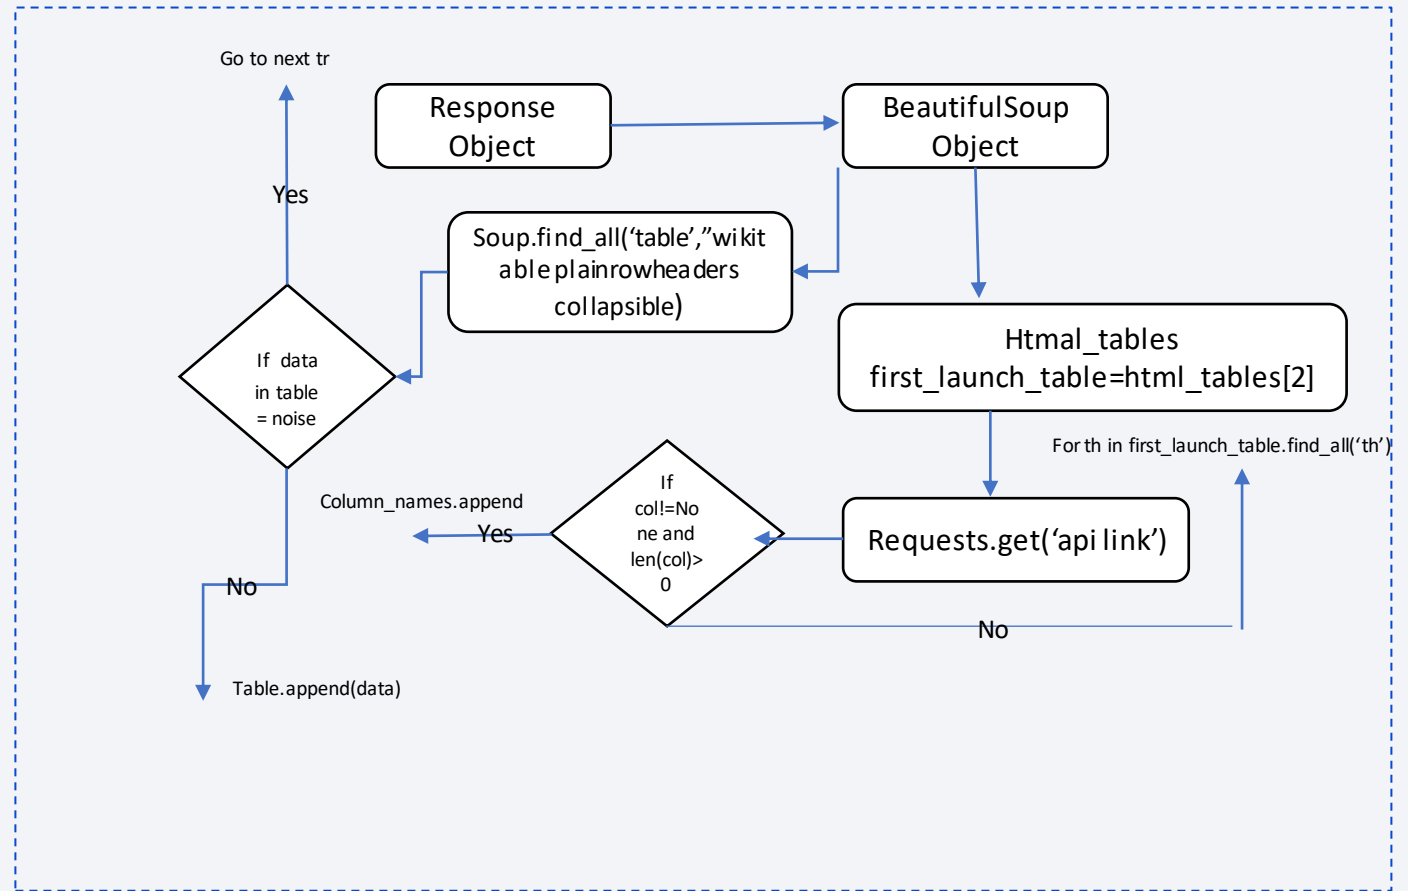 Go to next tr
Response
Object
BeautifulSoup
Object
Yes
Soup.find_all(‘table’,”wikit
able plainrowheaders
collapsible)
If data
in table
= noise
Htmal_tables
first_launch_table=html_tables[2]
For th in first_launch_table.find_all(‘th’)
If
col!=No
ne and
len(col)>
0
Column_names.append
Yes
Requests.get(‘api link’)
No
No
Table.append(data)